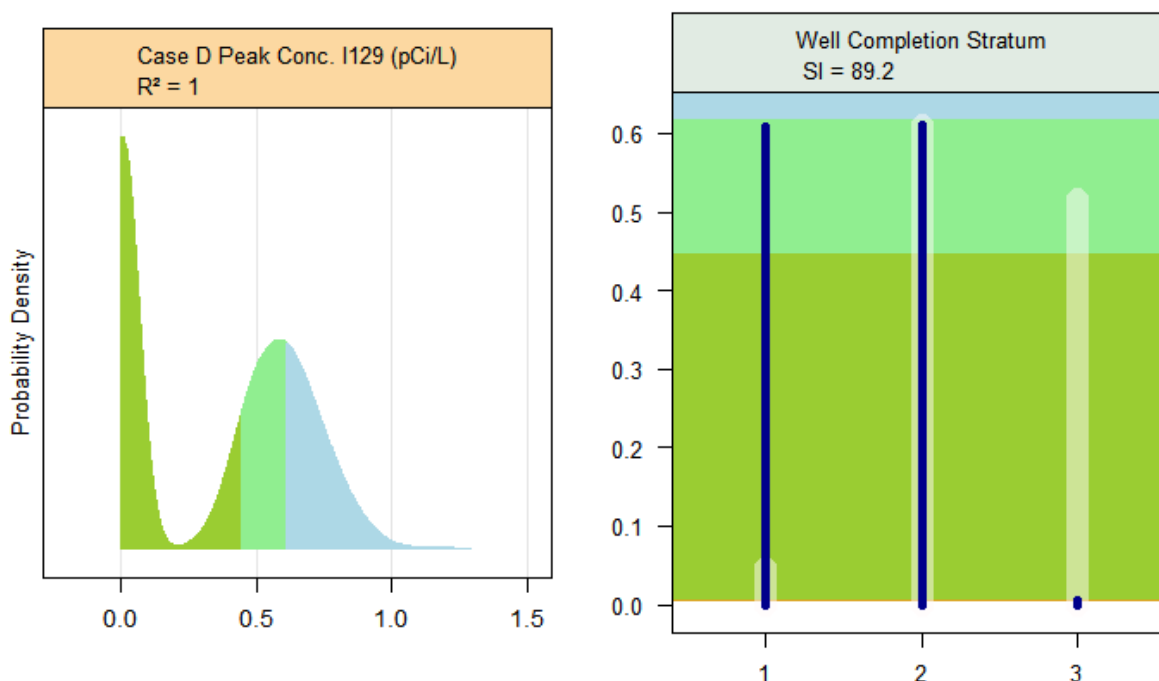 Case D Peak Conc. I129 (pCi/L)
R² = 1
Probability Density
0.0 0.5 1.0 1.5
Well Completion Stratum
SI = 89.2
0.6
0.5
0.4
0.3
0.2
0.1
0.0
1 2 3